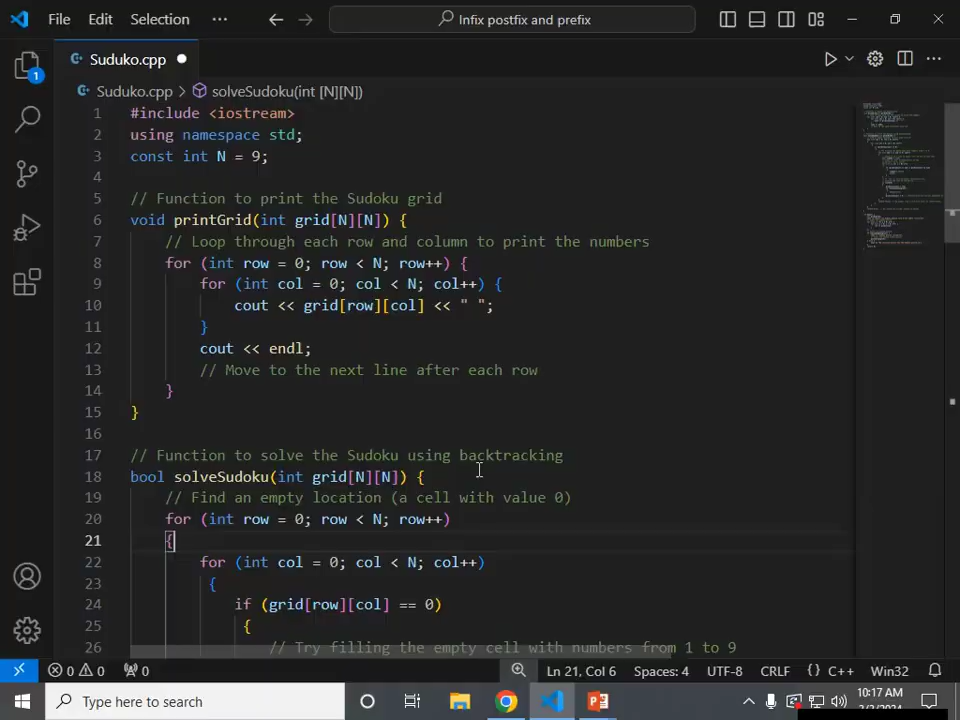 File Edit Selection ··· Infix postfix and prefix
Suduko.cpp
Suduko.cpp > solveSudoku(int [N][N])
1 #include <iostream>
2 using namespace std;
3 const int N = 9;
4
5 // Function to print the Sudoku grid
6 void printGrid(int grid[N][N]) {
7 // Loop through each row and column to print the numbers
8 for (int row = 0; row < N; row++) {
9 for (int col = 0; col < N; col++) {
10 cout << grid[row][col] << " ";
11 }
12 cout << endl;
13 // Move to the next line after each row
14 }
15 }
16
17 // Function to solve the Sudoku using backtracking
18 bool solveSudoku(int grid[N][N]) {
19 // Find an empty location (a cell with value 0)
20 for (int row = 0; row < N; row++)
21 {
22 for (int col = 0; col < N; col++)
23 {
24 if (grid[row][col] == 0)
25 {
26 // Try filling the empty cell with numbers from 1 to 9
1
0 0 0 Ln 21, Col 6 Spaces: 4 UTF-8 CRLF {} C++ Win32
Type here to search
10:17 AM